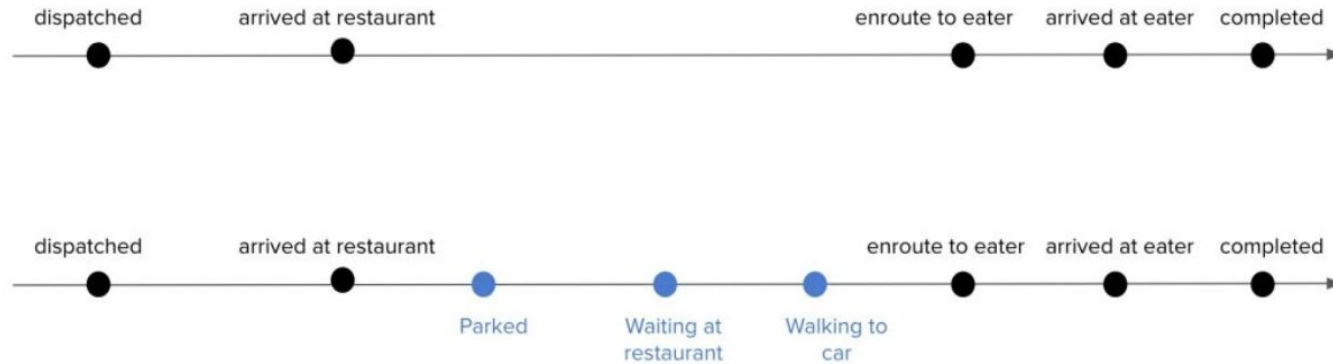 dispatched
arrived at restaurant
enroute to eater
arrived at eater
completed
dispatched
arrived at restaurant
enroute to eater
arrived at eater
completed
Parked
Waiting at
restaurant
Walking to
car